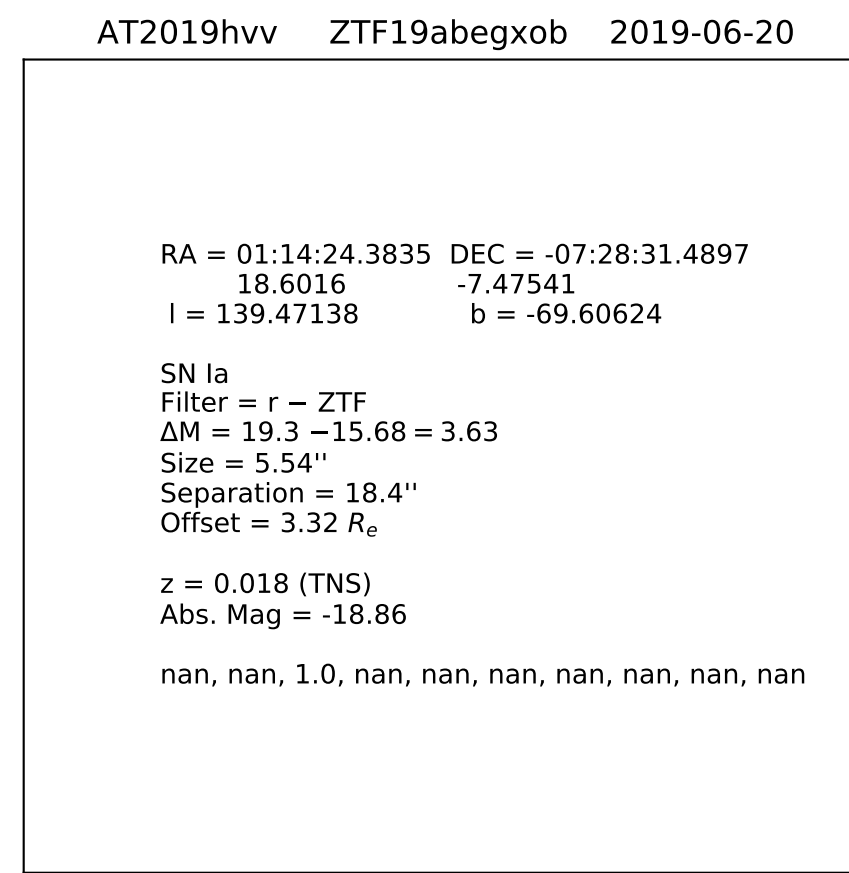 AT2019hvv ZTF19abegxob 2019-06-20
RA = 01:14:24.3835 DEC = -07:28:31.4897
18.6016 -7.47541
l = 139.47138 b = -69.60624
SN Ia
Filter = r − ZTF
ΔM = 19.3 −15.68 = 3.63
Size = 5.54''
Separation = 18.4''
Offset = 3.32 Rₑ
z = 0.018 (TNS)
Abs. Mag = -18.86
nan, nan, 1.0, nan, nan, nan, nan, nan, nan, nan